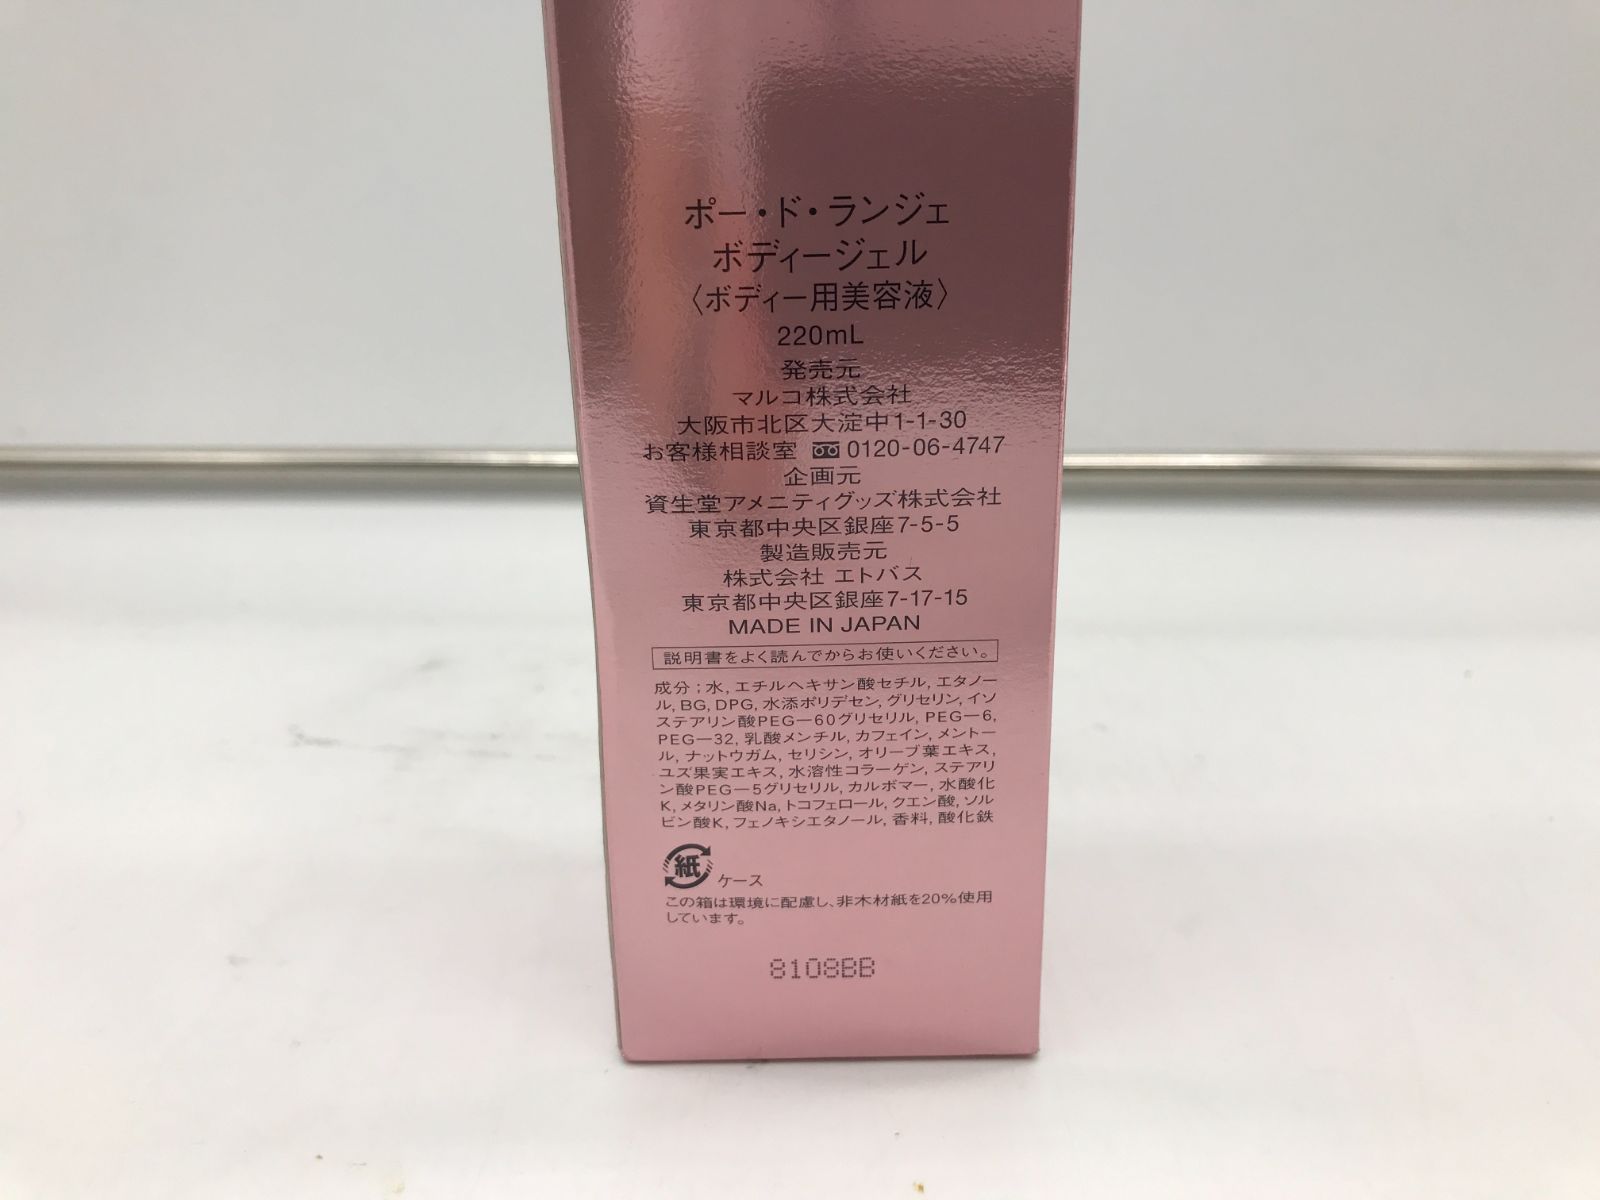 ポー・ド・ランジェ
ボディージェル
〈ボディー用美容液〉
220mL
発売元
マルコ株式会社
大阪市北区大淀中1-1-30
お客様相談室 0120-06-4747
企画元
資生堂アメニティグッズ株式会社
東京都中央区銀座7-5-5
製造販売元
株式会社 エトバス
東京都中央区銀座7-17-15
MADE IN JAPAN
説明書をよく読んでからお使いください。
成分；水, エチルヘキサン酸セチル, エタノー
ル, BG, DPG, 水添ポリデセン, グリセリン, イソ
ステアリン酸PEG－60グリセリル, PEG－6,
PEG－32, 乳酸メンチル, カフェイン, メントー
ル, ナットウガム, セリシン, オリーブ葉エキス,
ユズ果実エキス, 水溶性コラーゲン, ステアリ
ン酸PEG－5グリセリル, カルボマー, 水酸化
K, メタリン酸Na, トコフェロール, クエン酸, ソル
ビン酸K, フェノキシエタノール, 香料, 酸化鉄
紙 ケース
この箱は環境に配慮し、非木材紙を20%使用
しています。
8108BB